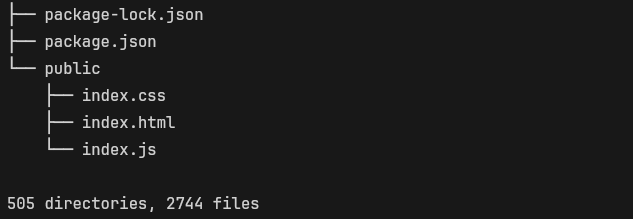 ├── package-lock.json
├── package.json
└── public
    ├── index.css
    ├── index.html
    └── index.js
505 directories, 2744 files